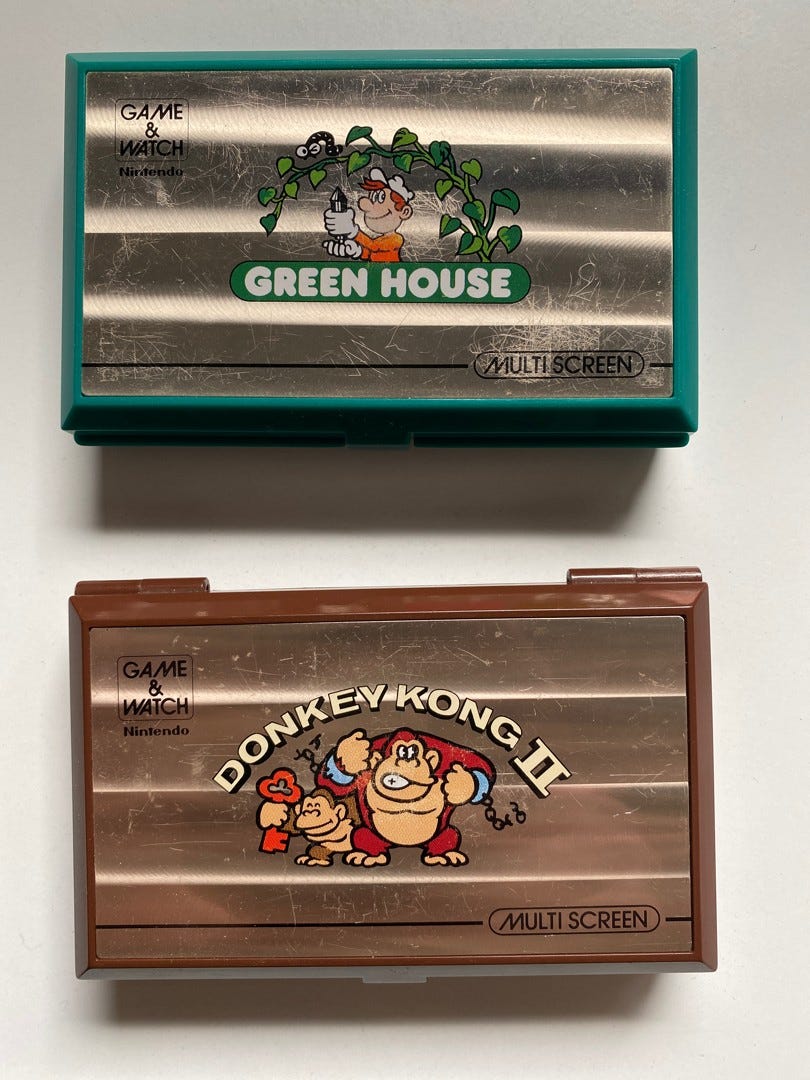 GAME
&
WATCH
Nintendo
GREEN HOUSE
MULTI SCREEN
GAME
&
WATCH
Nintendo
DONKEY KONG II
MULTI SCREEN